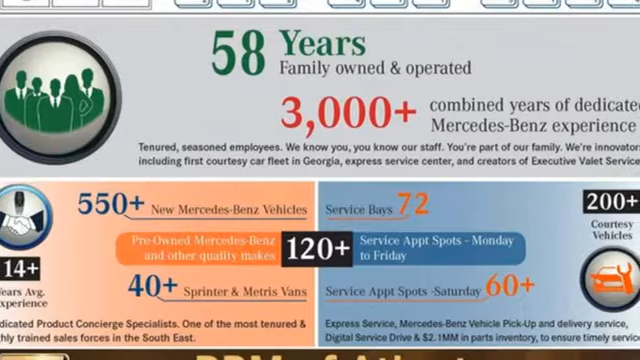 58 Years
Family owned & operated
3,000+ combined years of dedicated
Mercedes-Benz experience
Tenured, seasoned employees. We know you, you know our staff. You're part of our family. We're innovators
including first courtesy car fleet in Georgia, express service center, and creators of Executive Valet Service
550+ New Mercedes-Benz Vehicles
Pre-Owned Mercedes-Benz
and other quality makes
120+
40+ Sprinter & Metris Vans
14+
Years Avg.
Experience
dicated Product Concierge Specialists. One of the most tenured &
hly trained sales forces in the South East.
Service Bays 72
Service Appt Spots - Monday
to Friday
Service Appt Spots -Saturday 60+
200+
Courtesy
Vehicles
Express Service, Mercedes-Benz Vehicle Pick-Up and delivery service,
Digital Service Drive & $2.1MM in parts inventory, to ensure timely service